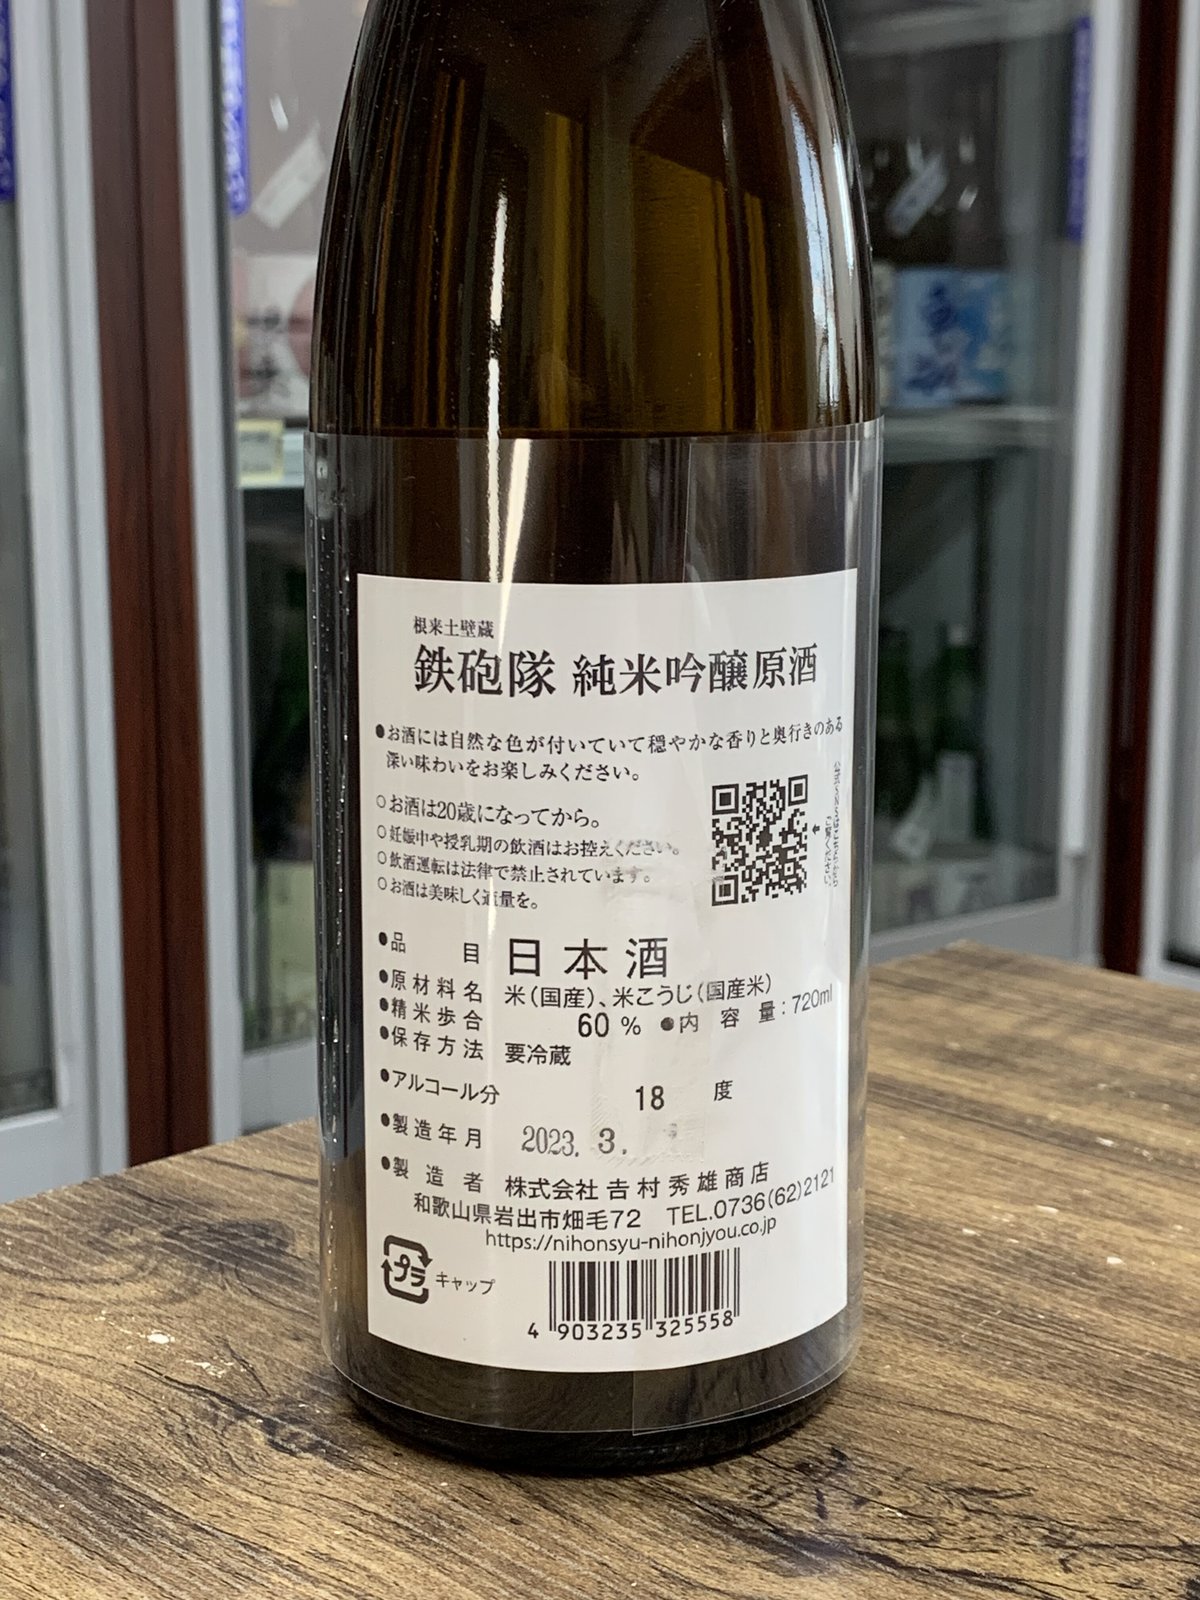 根来土壁蔵
鉄砲隊 純米吟醸原酒
●お酒には自然な色が付いていて穏やかな香りと奥行きのある
深い味わいをお楽しみください。
○お酒は20歳になってから。
○妊娠中や授乳期の飲酒はお控えください。
○飲酒運転は法律で禁止されています。
○お酒は美味しく適量を。
●品目 日本酒
●原材料名 米(国産)、米こうじ(国産米)
●精米歩合 60% ●内容量:720ml
●保存方法 要冷蔵
●アルコール分 18度
●製造年月 2023. 3.
●製造者 株式会社吉村秀雄商店
和歌山県岩出市畑毛72 TEL.0736(62)2121
https://nihonsyu-nihonjyou.co.jp
プラ キャップ
4 903235 325558